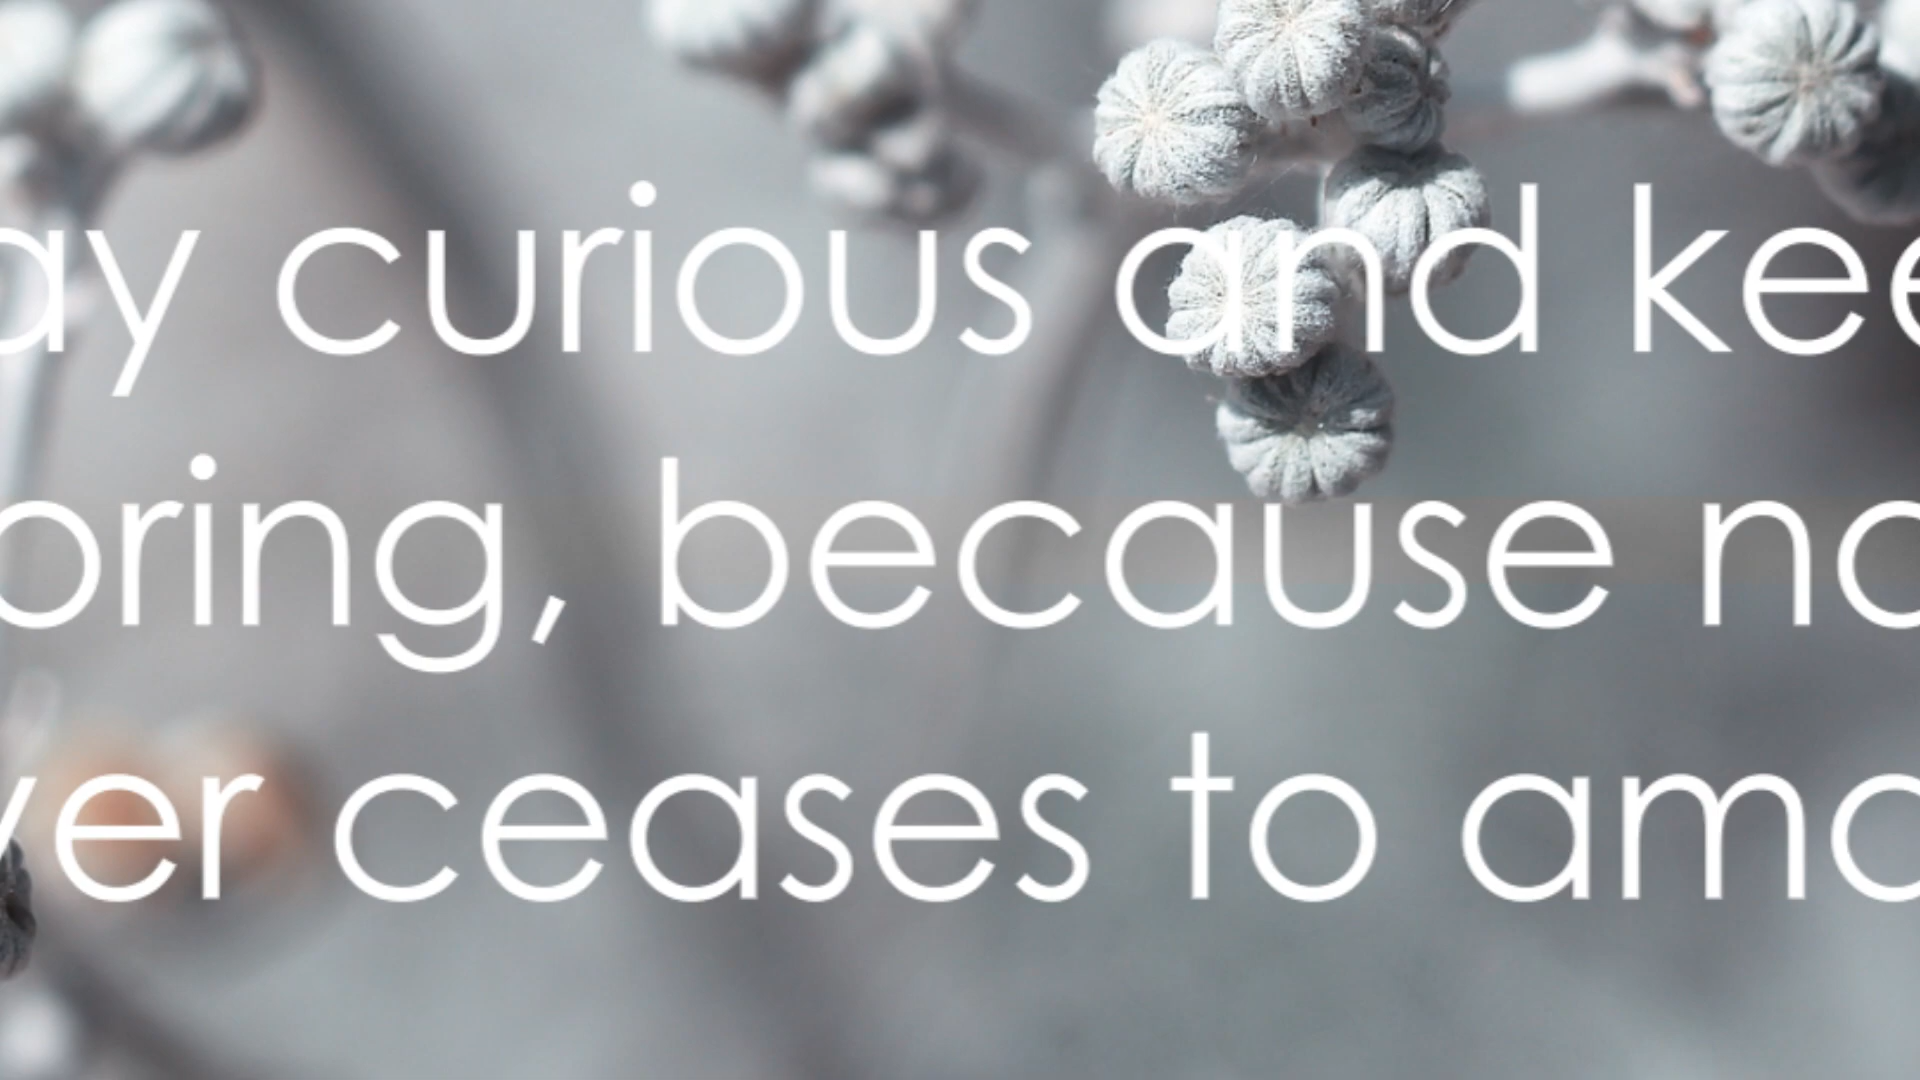 ay curious and kee
oring, because na
ver ceases to ama